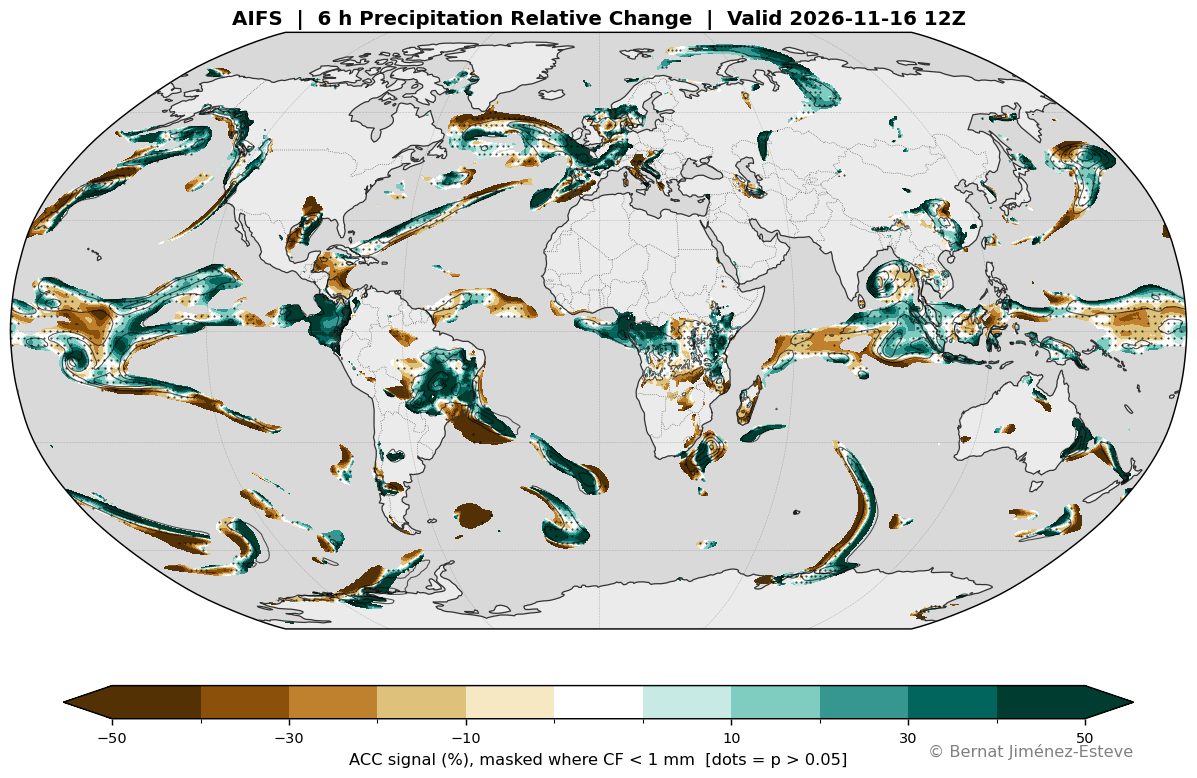 AIFS | 6 h Precipitation Relative Change | Valid 2026-11-16 12Z
−50 −30 −10 10 30 50
© Bernat Jiménez-Esteve
ACC signal (%), masked where CF < 1 mm [dots = p > 0.05]